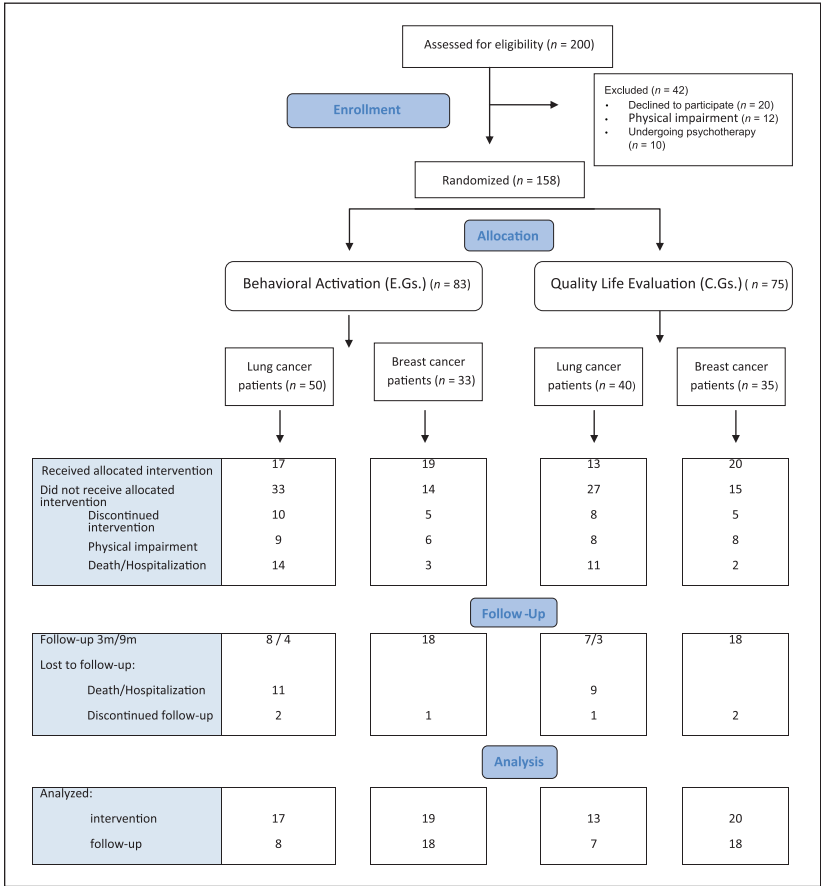 Assessed for eligibility (n = 200)
Enrollment
Excluded (n = 42)
• Declined to participate (n = 20)
• Physical impairment (n = 12)
• Undergoing psychotherapy
(n = 10)
Randomized (n = 158)
Allocation
Behavioral Activation (E.Gs.) (n = 83)
Quality Life Evaluation (C.Gs.) ( n = 75)
Lung cancer
patients (n = 50)
Breast cancer
patients (n = 33)
Lung cancer
patients (n = 40)
Breast cancer
patients (n = 35)
Received allocated intervention 17 19 13 20
Did not receive allocated
intervention 33 14 27 15
Discontinued
intervention 10 5 8 5
Physical impairment 9 6 8 8
Death/Hospitalization 14 3 11 2
Follow-Up
Follow-up 3m/9m 8 / 4 18 7/3 18
Lost to follow-up:
Death/Hospitalization 11 9
Discontinued follow-up 2 1 1 2
Analysis
Analyzed:
intervention 17 19 13 20
follow-up 8 18 7 18